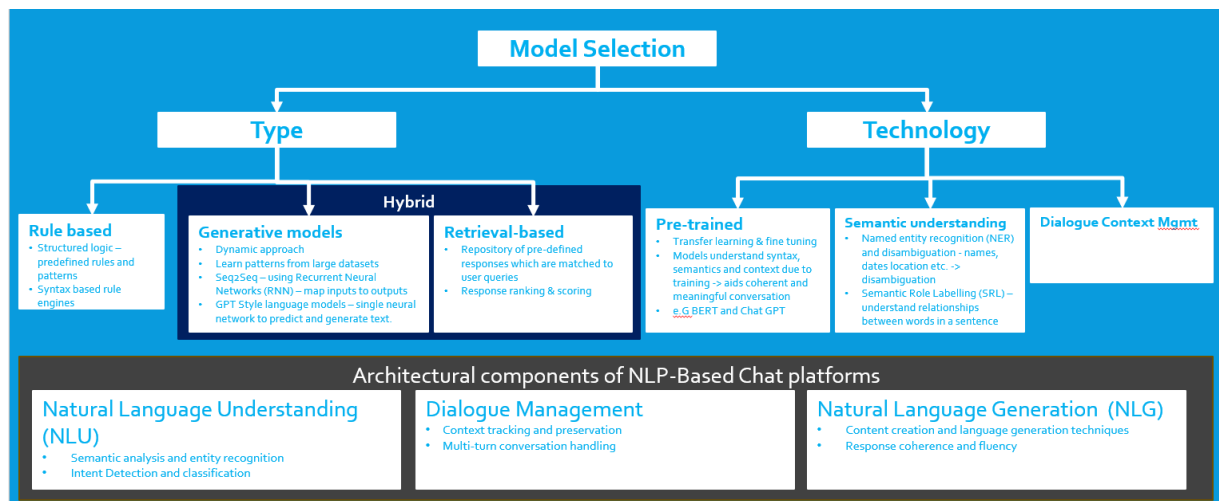 Model Selection
Type
Technology
Hybrid
Rule based
• Structured logic –
predefined rules and
patterns
• Syntax based rule
engines
Generative models
• Dynamic approach
• Learn patterns from large datasets
• Seq2Seq – using Recurrent Neural
Networks (RNN) – map inputs to outputs
• GPT Style language models – single neural
network to predict and generate text.
Retrieval-based
• Repository of pre-defined
responses which are matched to
user queries
• Response ranking & scoring
Pre-trained
• Transfer learning & fine tuning
• Models understand syntax,
semantics and context due to
training -> aids coherent and
meaningful conversation
• e.G BERT and Chat GPT
Semantic understanding
• Named entity recognition (NER)
and disambiguation - names,
dates location etc. ->
disambiguation
• Semantic Role Labelling (SRL) –
understand relationships
between words in a sentence
Dialogue Context Mgmt
Architectural components of NLP-Based Chat platforms
Natural Language Understanding
(NLU)
• Semantic analysis and entity recognition
• Intent Detection and classification
Dialogue Management
• Context tracking and preservation
• Multi-turn conversation handling
Natural Language Generation (NLG)
• Content creation and language generation techniques
• Response coherence and fluency